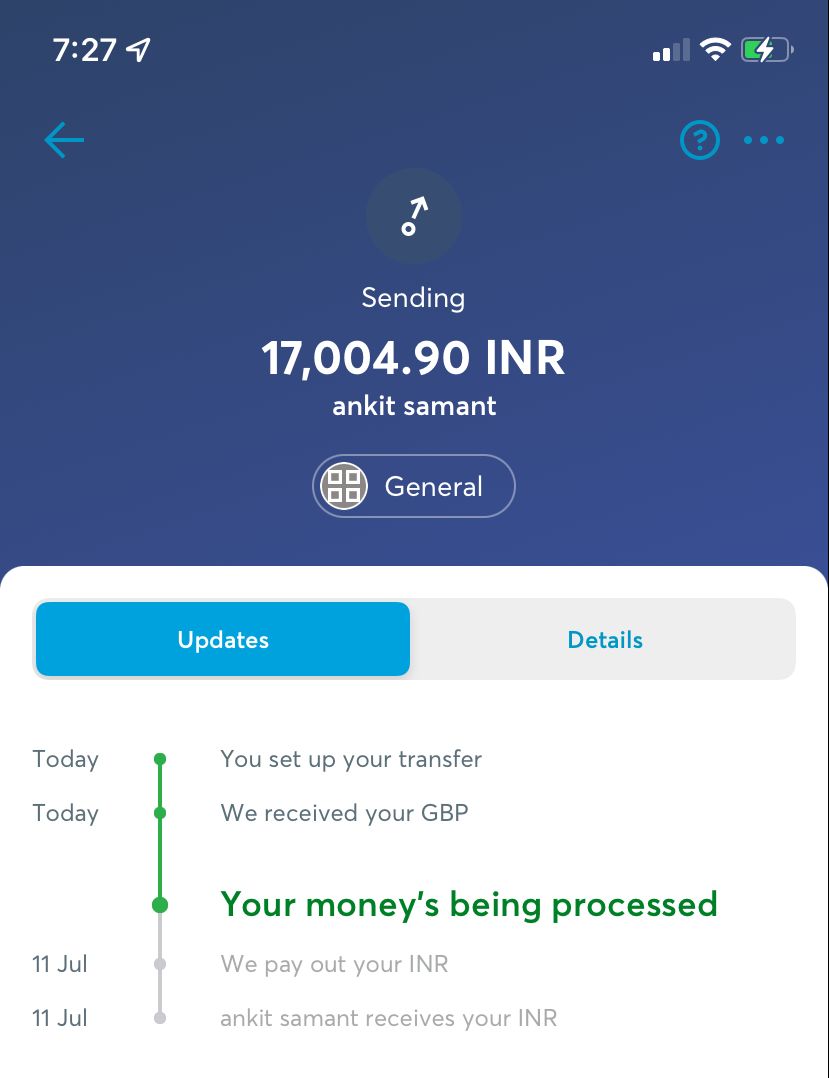 7:27
?
Sending
17,004.90 INR
ankit samant
General
Updates Details
Today You set up your transfer
Today We received your GBP
Your money's being processed
11 Jul We pay out your INR
11 Jul ankit samant receives your INR